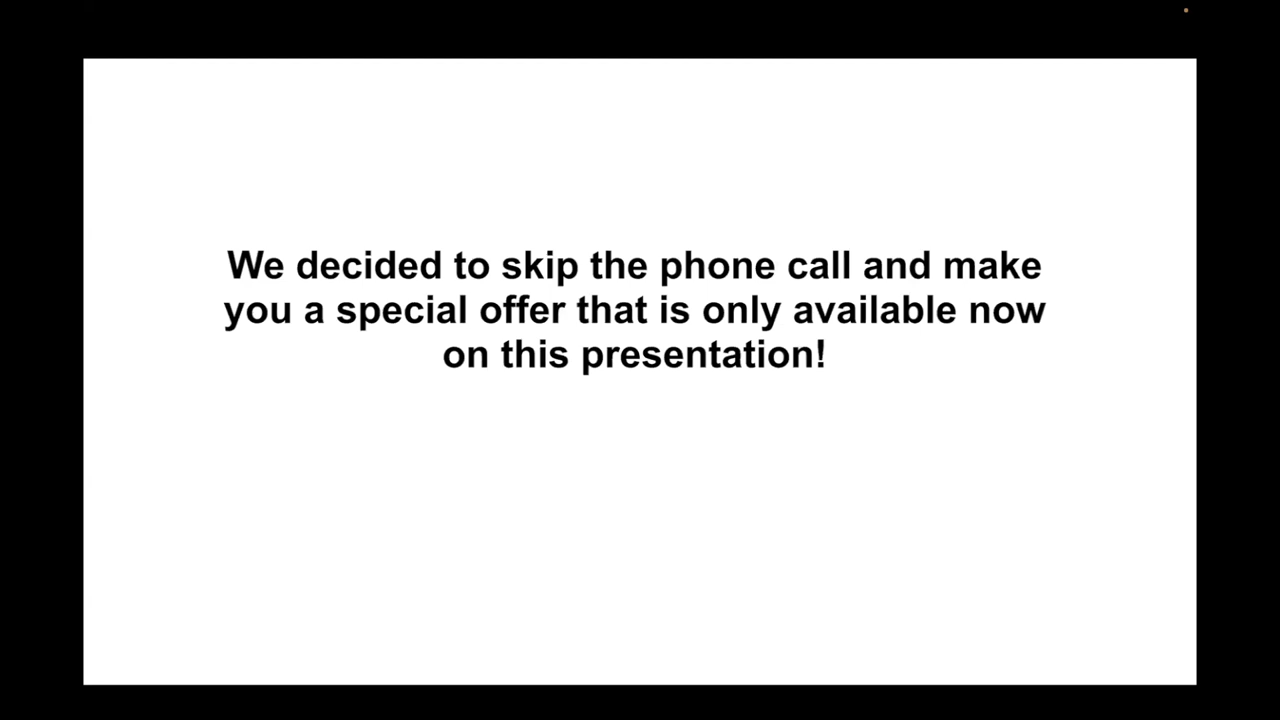 We decided to skip the phone call and make
you a special offer that is only available now
on this presentation!